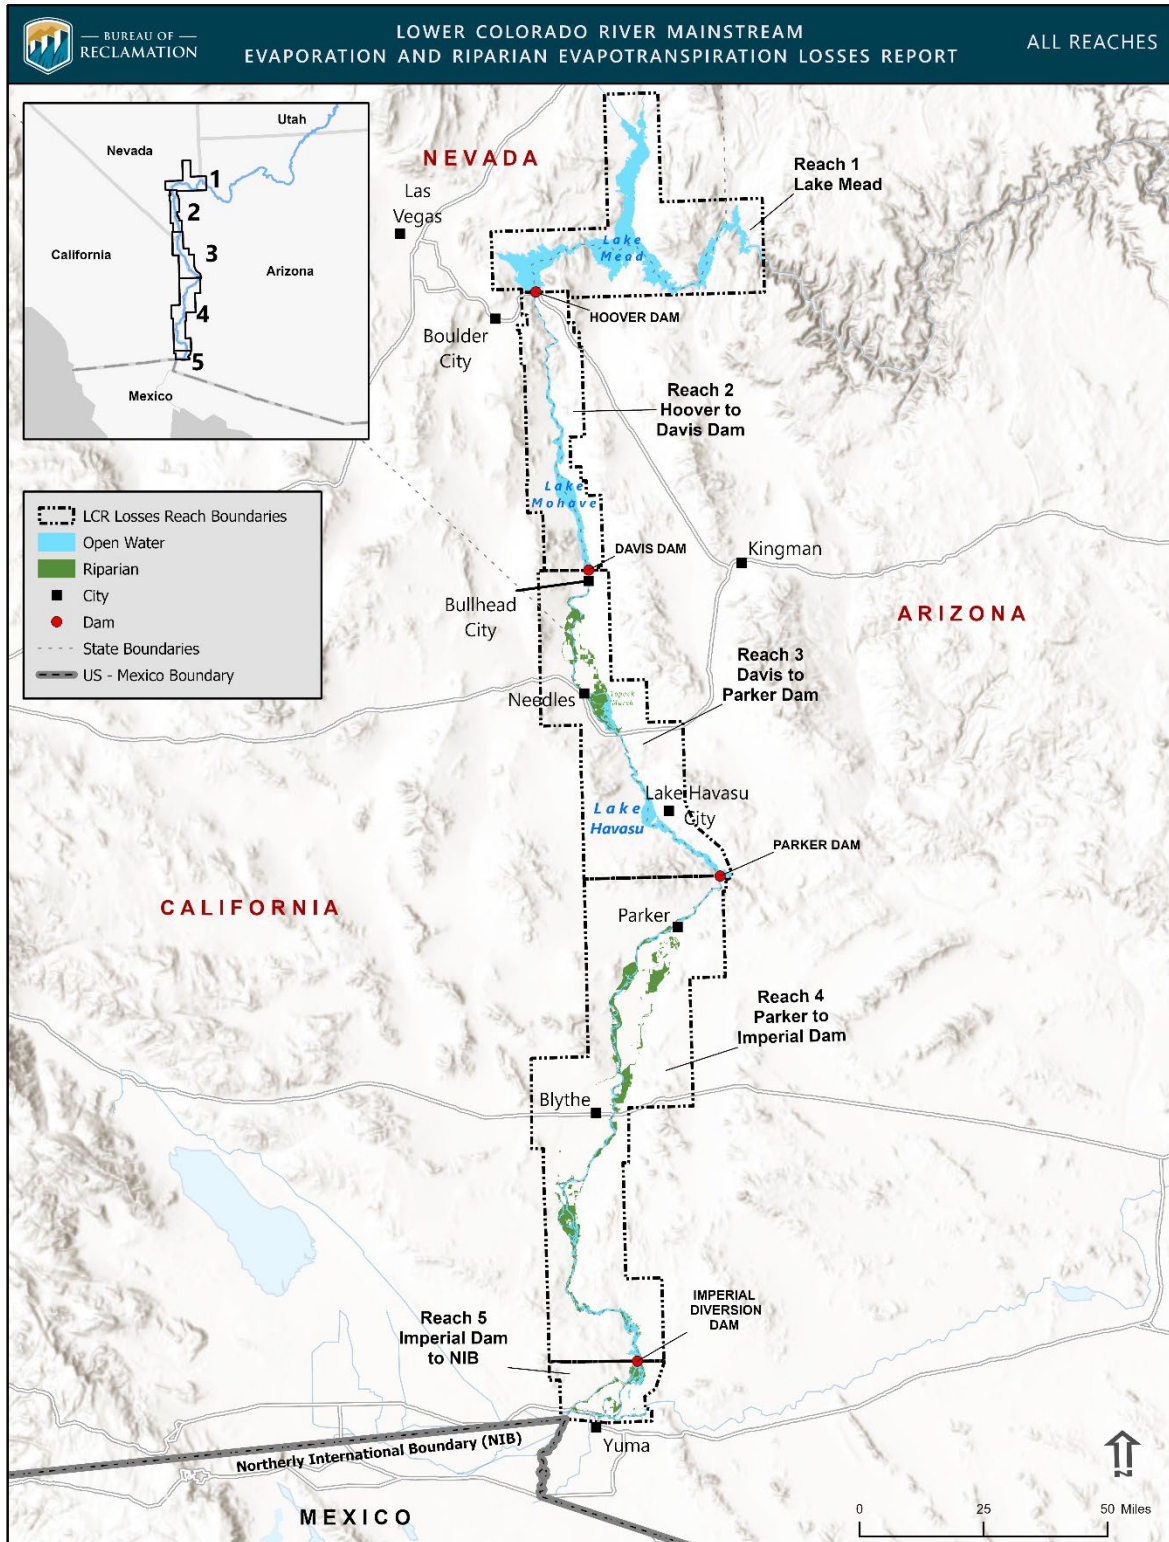 BUREAU OF
RECLAMATION
LOWER COLORADO RIVER MAINSTREAM
EVAPORATION AND RIPARIAN EVAPOTRANSPIRATION LOSSES REPORT
ALL REACHES
Utah
Nevada
1
2
California
3
Arizona
4
5
Mexico
NEVADA
Las
Vegas
Reach 1
Lake Mead
Lake
Mead
HOOVER DAM
Boulder
City
Reach 2
Hoover to
Davis Dam
Lake
Mohave
LCR Losses Reach Boundaries
Open Water
Riparian
City
Dam
State Boundaries
US - Mexico Boundary
DAVIS DAM
Kingman
Bullhead
City
ARIZONA
Reach 3
Davis to
Parker Dam
Needles
Topock
Marsh
Lake Havasu
City
Lake
Havasu
PARKER DAM
CALIFORNIA
Parker
Reach 4
Parker to
Imperial Dam
Blythe
IMPERIAL
DIVERSION
DAM
Reach 5
Imperial Dam
to NIB
Northerly International Boundary (NIB)
Yuma
MEXICO
N
0 25 50 Miles